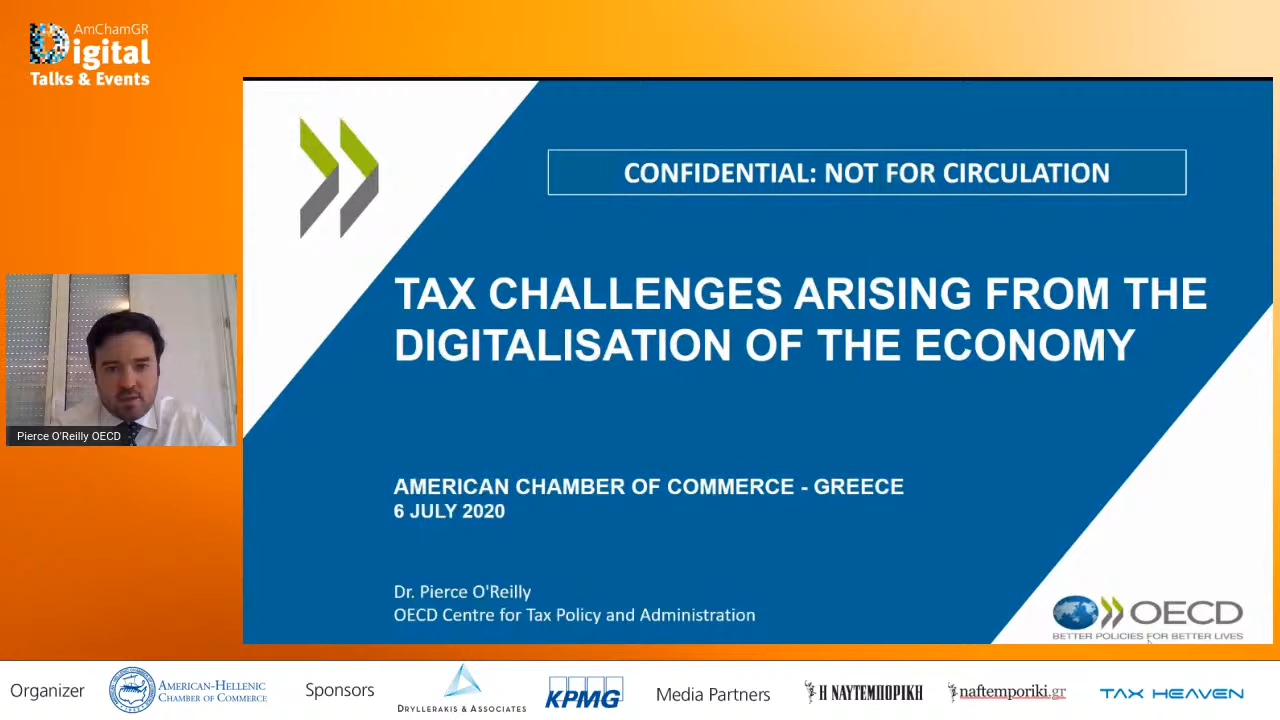 AmChamGR
Digital
Talks & Events
CONFIDENTIAL: NOT FOR CIRCULATION
TAX CHALLENGES ARISING FROM THE
DIGITALISATION OF THE ECONOMY
Pierce O'Reilly OECD
AMERICAN CHAMBER OF COMMERCE - GREECE
6 JULY 2020
Dr. Pierce O'Reilly
OECD Centre for Tax Policy and Administration
OECD
BETTER POLICIES FOR BETTER LIVES
Organizer
AMERICAN-HELLENIC
CHAMBER OF COMMERCE
Sponsors
DRYLLERAKIS & ASSOCIATES
KPMG
Media Partners
Η ΝΑΥΤΕΜΠΟΡΙΚΗ
naftemporiki.gr
TAX HEAVEN